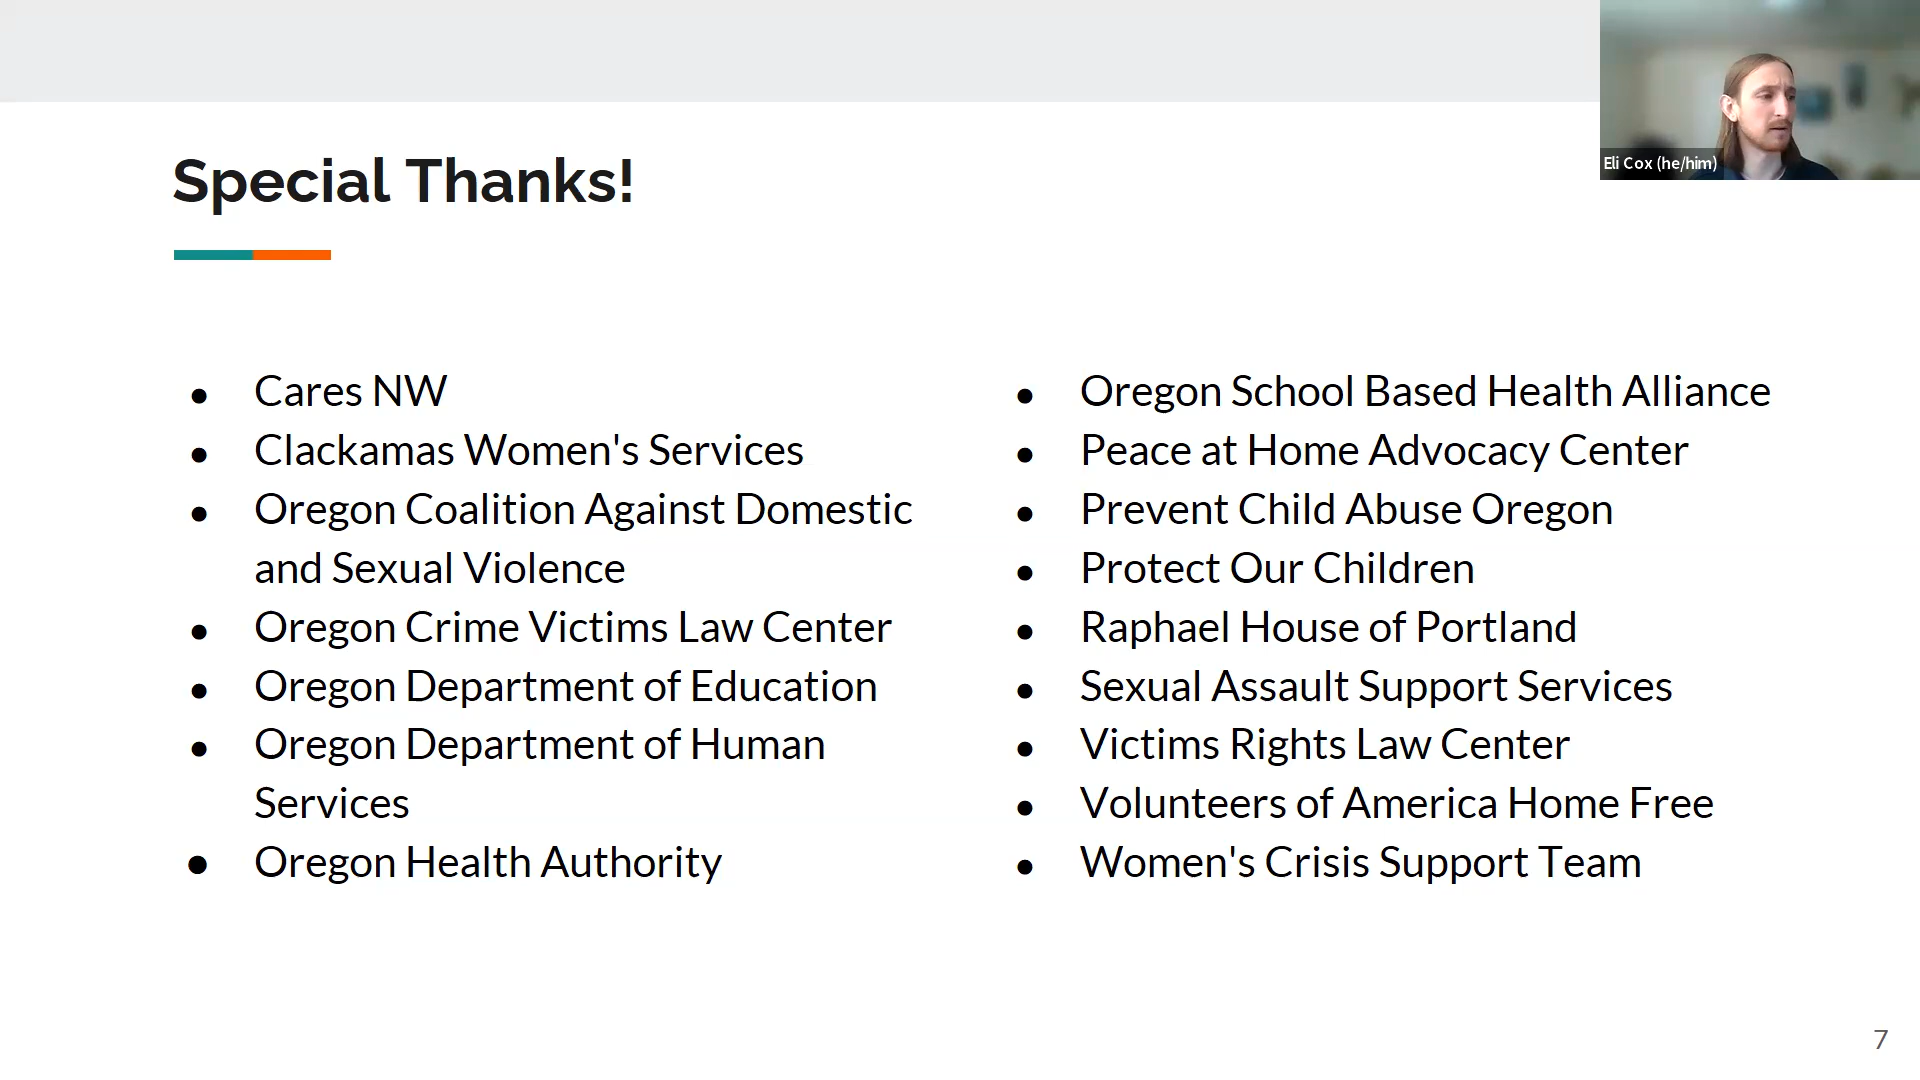 Eli Cox (he/him)
Special Thanks!
● Cares NW
● Clackamas Women's Services
● Oregon Coalition Against Domestic
and Sexual Violence
● Oregon Crime Victims Law Center
● Oregon Department of Education
● Oregon Department of Human
Services
● Oregon Health Authority
● Oregon School Based Health Alliance
● Peace at Home Advocacy Center
● Prevent Child Abuse Oregon
● Protect Our Children
● Raphael House of Portland
● Sexual Assault Support Services
● Victims Rights Law Center
● Volunteers of America Home Free
● Women's Crisis Support Team
7